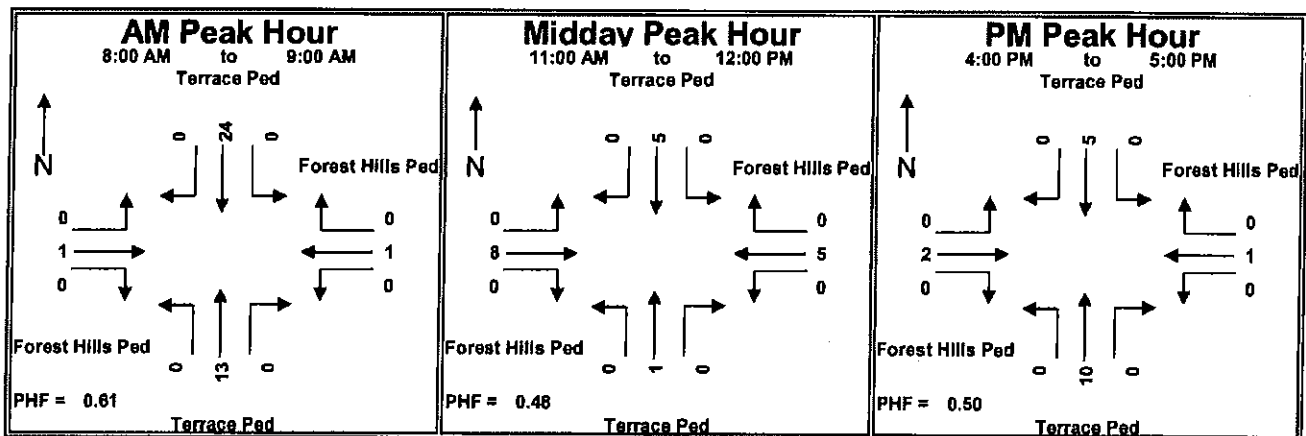 AM Peak Hour
8:00 AM to 9:00 AM
Terrace Ped
0 24 0
N
Forest Hills Ped
0 0
1 1
0 0
Forest Hills Ped
0 13 0
PHF = 0.61
Terrace Ped
Midday Peak Hour
11:00 AM to 12:00 PM
Terrace Ped
0 5 0
N
Forest Hills Ped
0 0
8 5
0 0
Forest Hills Ped
0 1 0
PHF = 0.48
Terrace Ped
PM Peak Hour
4:00 PM to 5:00 PM
Terrace Ped
0 5 0
N
Forest Hills Ped
0 0
2 1
0 0
Forest Hills Ped
0 10 0
PHF = 0.50
Terrace Ped